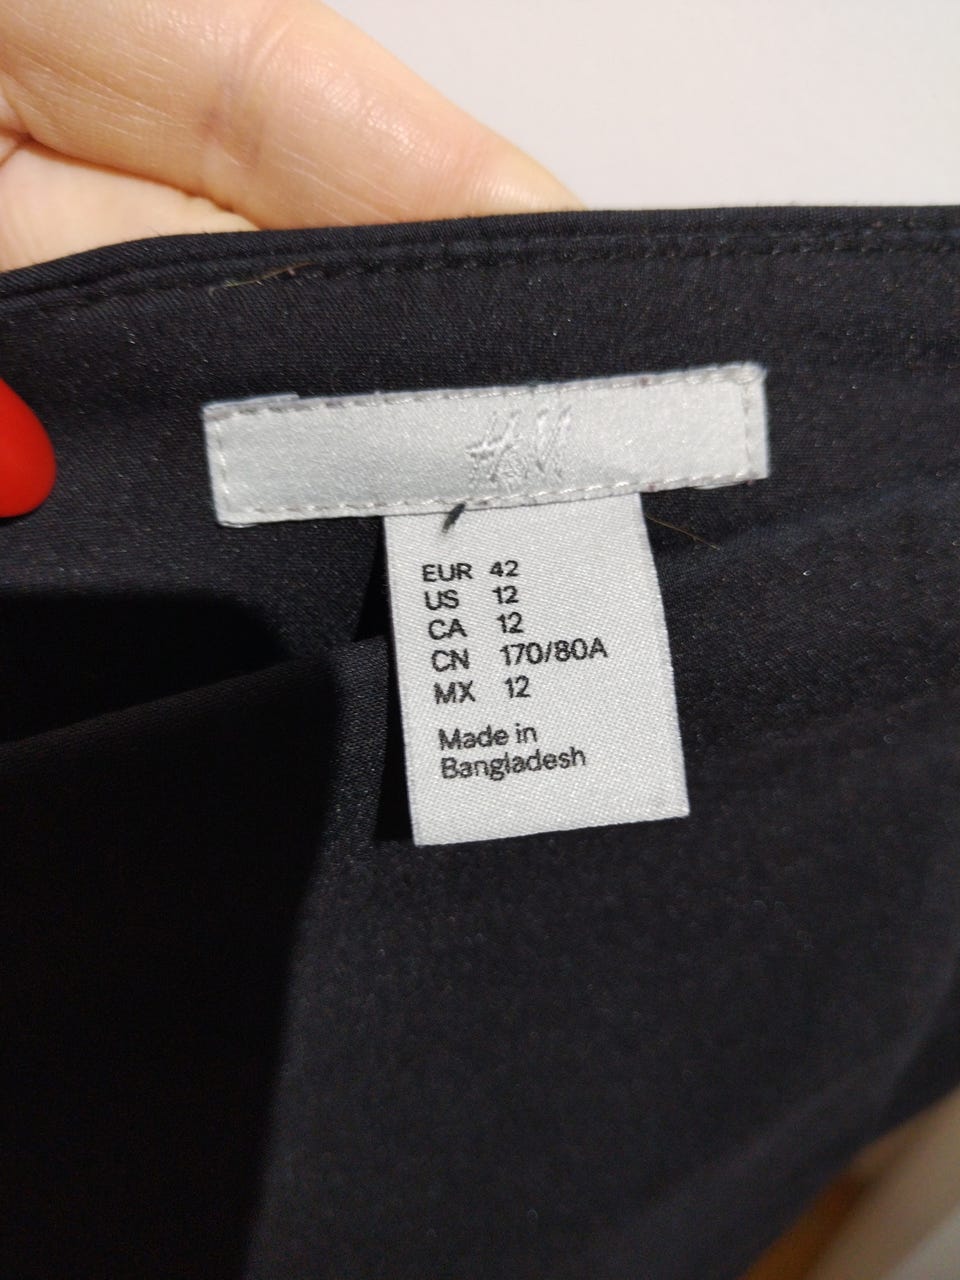 H&M
EUR 42
US 12
CA 12
CN 170/80A
MX 12
Made in
Bangladesh